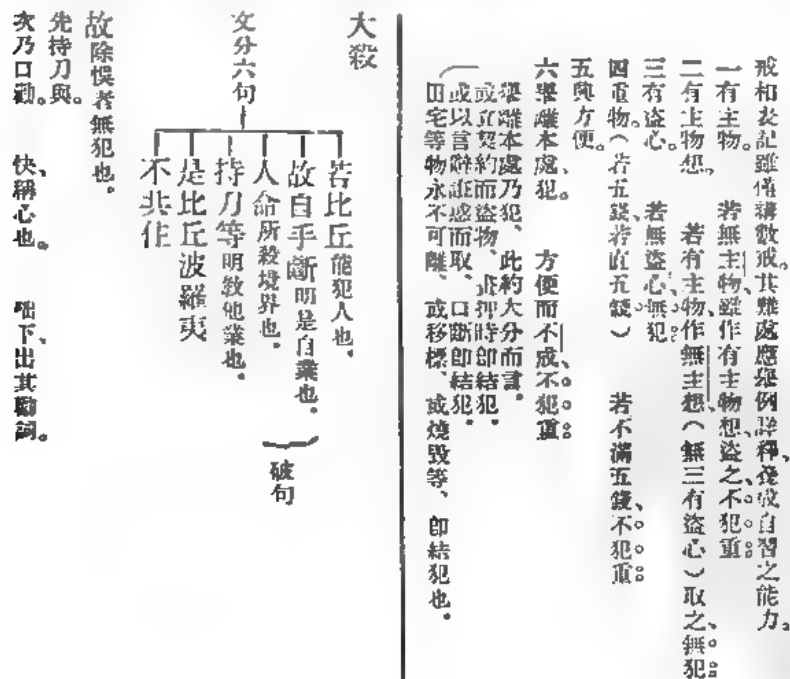 戒相表記雖僅講數戒。其難處應舉例詳釋、養成自習之能力。
一有主物。 若無主物、雖作有主物想盜之、不犯重
二有主物想。 若有主物、作無主想（無三有盜心）取之、無犯
三有盜心。 若無盜心、無犯
四重物（若五錢若直五錢） 若不滿五錢、不犯重
五興方便。
六舉離本處犯。 方便而不成、不犯重
舉離本處乃犯、此約大分而言。
或立契約而盜物、押時卽結犯。
或以言辭誑惑而取、口斷卽結犯。
田宅等物永不可離、或移標、或燒毀等、卽結犯也。
大殺
文分六句
若比丘能犯人也。
故自手斷明是自業也。
人命所殺境界也。
持刀等明敎他業也。
是比丘波羅夷
不共住
破句
故除悞者無犯也。
先持刀與。
次乃口勸。 快、稱心也。 咄下、出其勸詞。